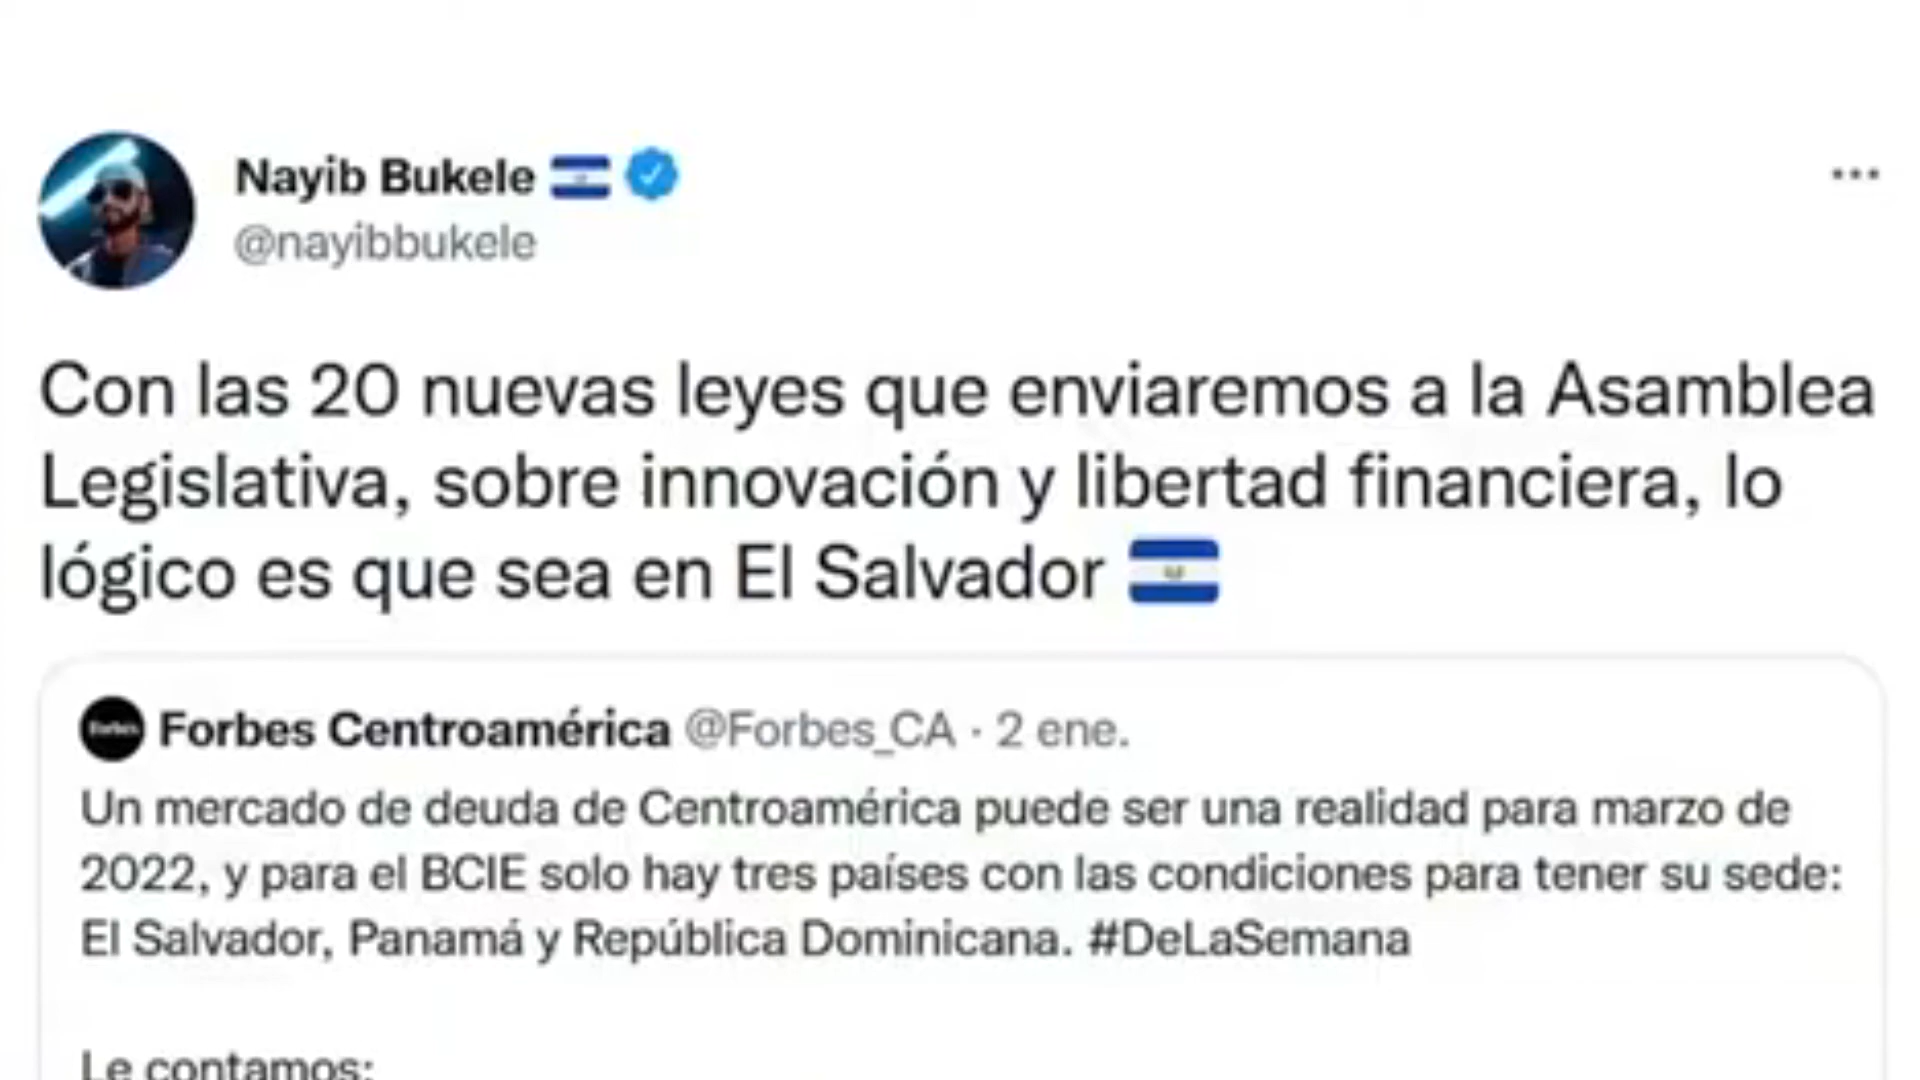 Nayib Bukele
@nayibbukele
Con las 20 nuevas leyes que enviaremos a la Asamblea
Legislativa, sobre innovación y libertad financiera, lo
lógico es que sea en El Salvador
Forbes
Forbes Centroamérica @Forbes_CA · 2 ene.
Un mercado de deuda de Centroamérica puede ser una realidad para marzo de
2022, y para el BCIE solo hay tres países con las condiciones para tener su sede:
El Salvador, Panamá y República Dominicana. #DeLaSemana
Le contamos: